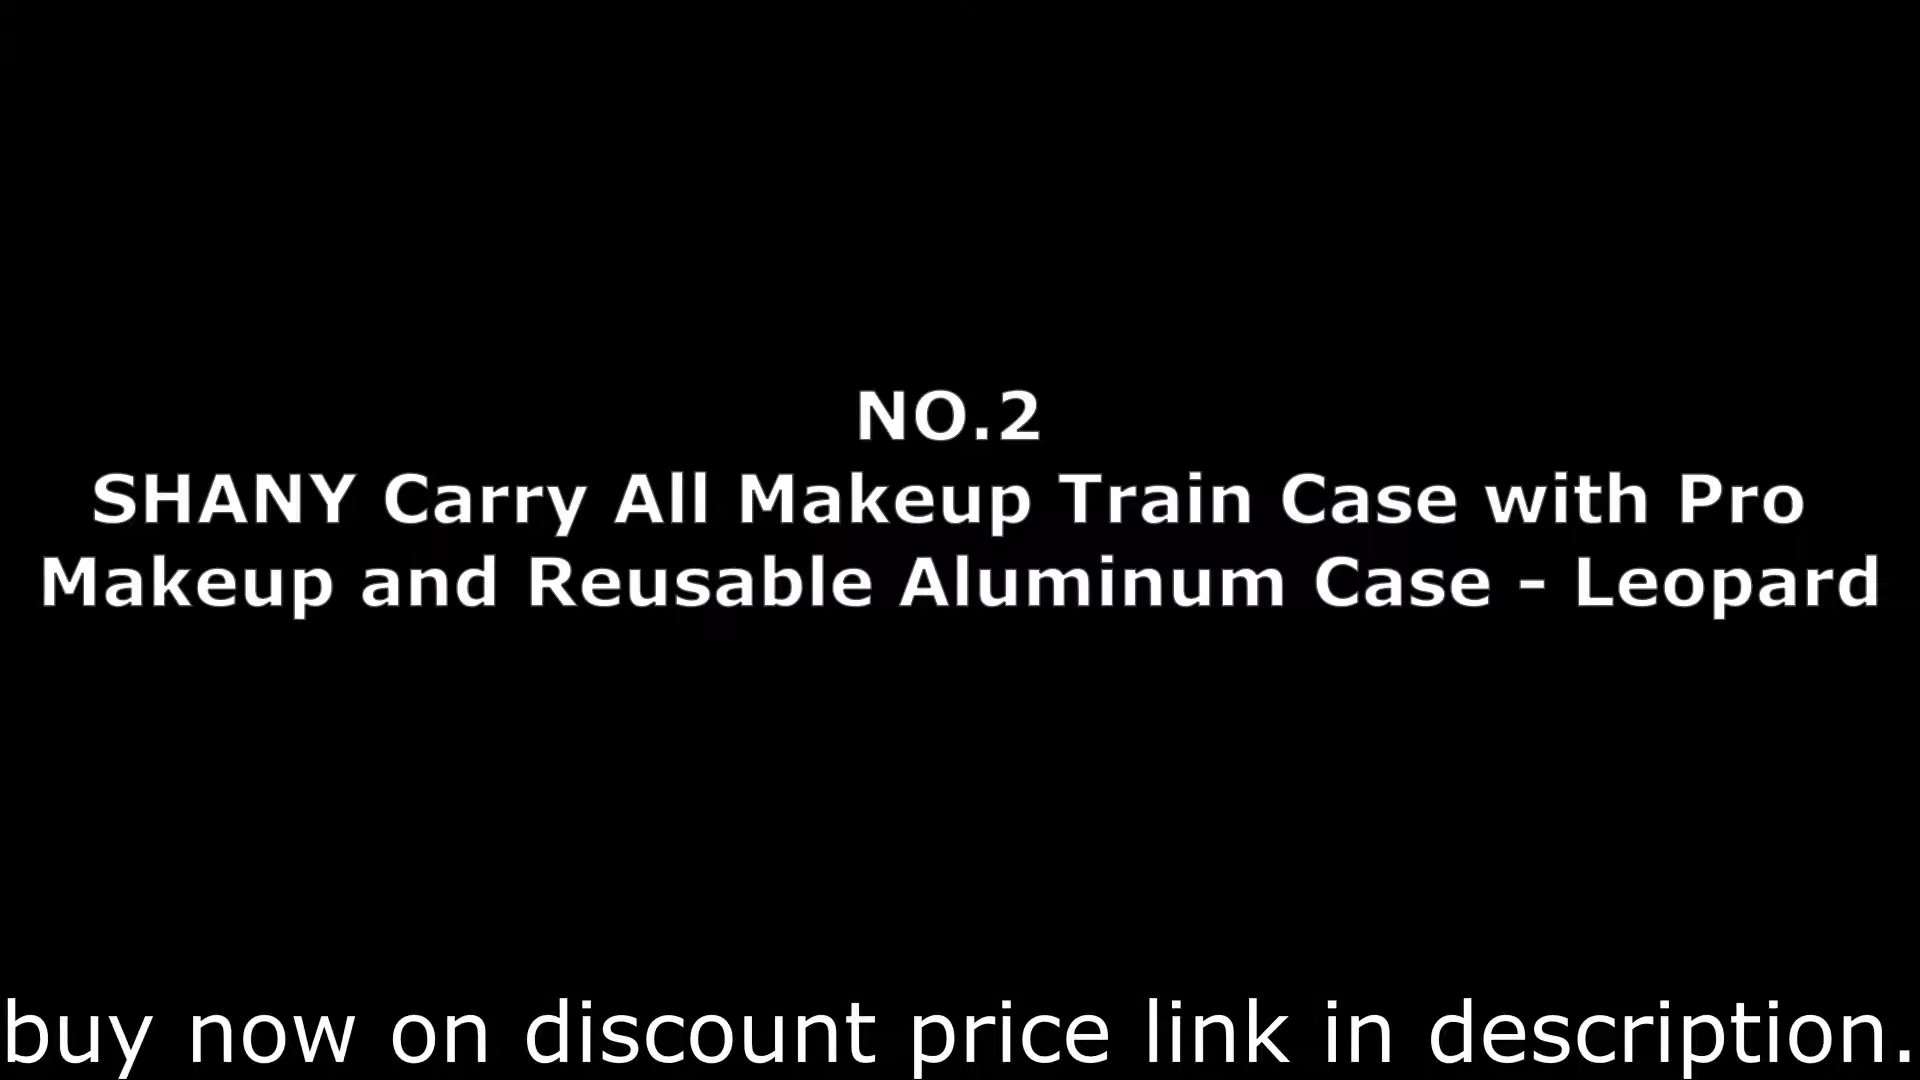 NO.2
SHANY Carry All Makeup Train Case with Pro
Makeup and Reusable Aluminum Case - Leopard
buy now on discount price link in description.